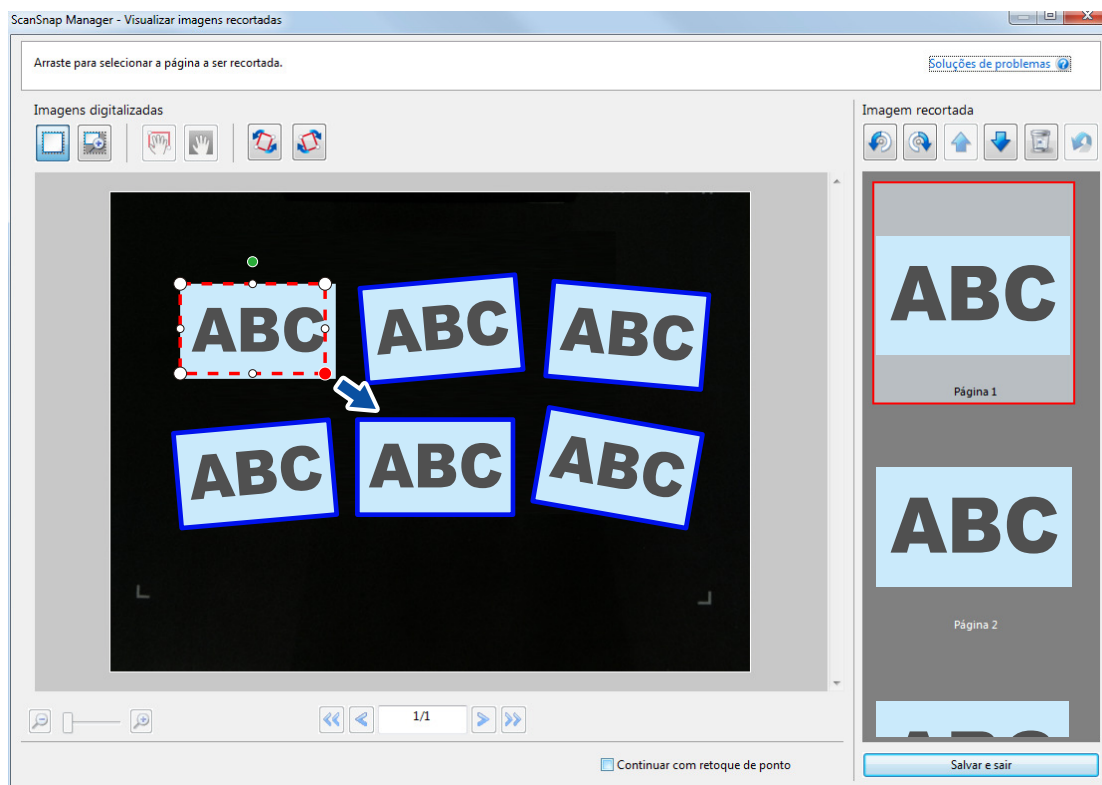 ScanSnap Manager - Visualizar imagens recortadas
Arraste para selecionar a página a ser recortada.
Soluções de problemas
Imagens digitalizadas
Imagem recortada
ABC
ABC
ABC
ABC
ABC
ABC
ABC
Página 1
ABC
Página 2
1/1
Continuar com retoque de ponto
Salvar e sair